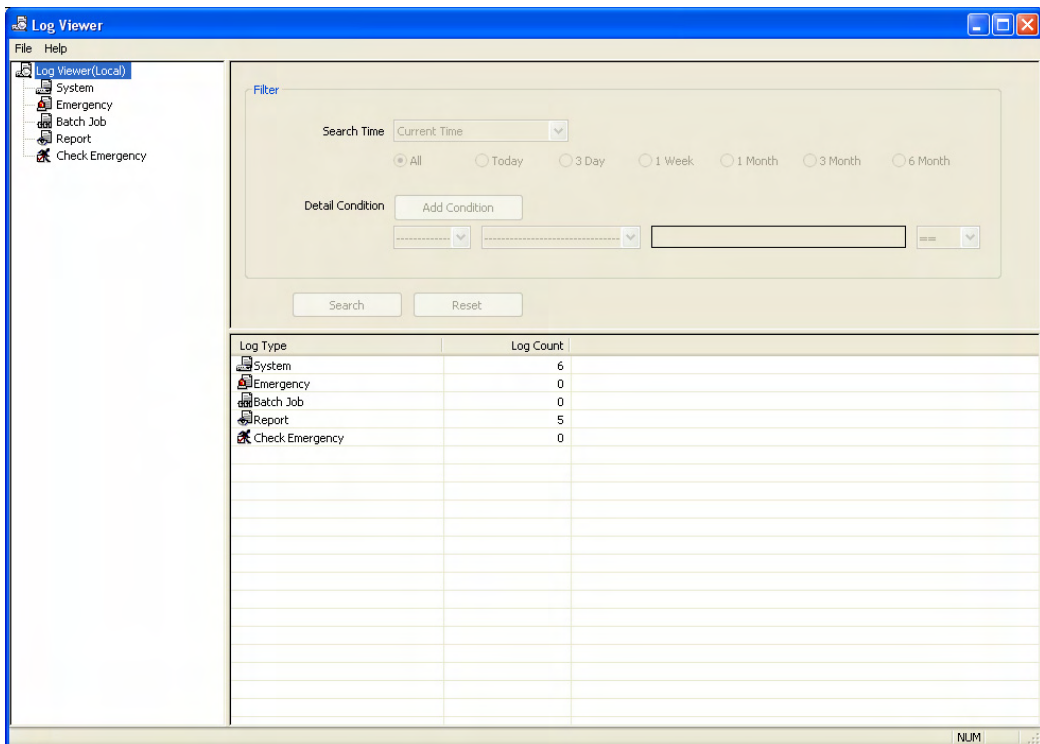 Log Viewer
File Help
Log Viewer(Local)
System
Emergency
Batch Job
Report
Check Emergency
Filter
Search Time Current Time
All Today 3 Day 1 Week 1 Month 3 Month 6 Month
Detail Condition Add Condition
------------ ------------------------------ ==
Search Reset
Log Type Log Count
System 6
Emergency 0
Batch Job 0
Report 5
Check Emergency 0
NUM